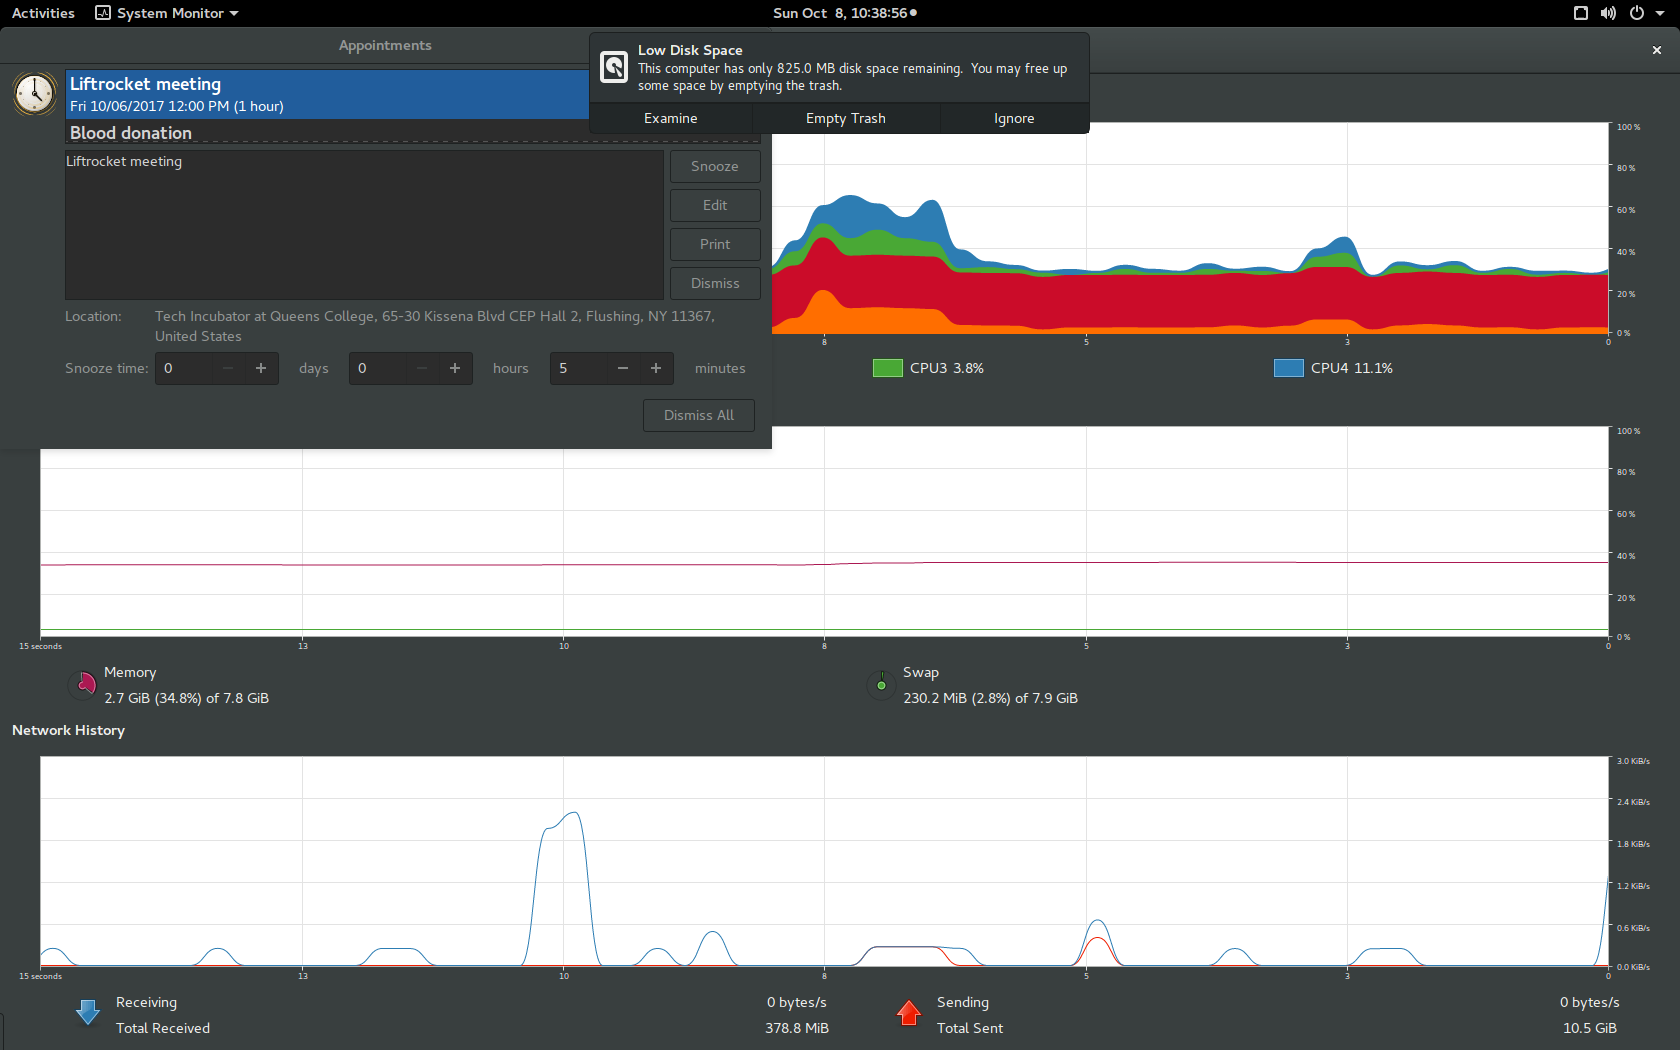 Activities
System Monitor
Sun Oct  8, 10:38:56
Appointments
Liftrocket meeting
Fri 10/06/2017 12:00 PM (1 hour)
Blood donation
Liftrocket meeting
Snooze
Edit
Print
Dismiss
Location:
Tech Incubator at Queens College, 65-30 Kissena Blvd CEP Hall 2, Flushing, NY 11367,
United States
Snooze time: 0 − + days 0 − + hours 5 − + minutes
Dismiss All
Low Disk Space
This computer has only 825.0 MB disk space remaining.  You may free up
some space by emptying the trash.
Examine
Empty Trash
Ignore
100 %
80 %
60 %
40 %
20 %
0 %
8 5 3 0
CPU3 3.8%
CPU4 11.1%
100 %
80 %
60 %
40 %
20 %
0 %
15 seconds 13 10 8 5 3 0
Memory
2.7 GiB (34.8%) of 7.8 GiB
Swap
230.2 MiB (2.8%) of 7.9 GiB
Network History
3.0 KiB/s
2.4 KiB/s
1.8 KiB/s
1.2 KiB/s
0.6 KiB/s
0.0 KiB/s
15 seconds 13 10 8 5 3 0
Receiving 0 bytes/s
Total Received 378.8 MiB
Sending 0 bytes/s
Total Sent 10.5 GiB